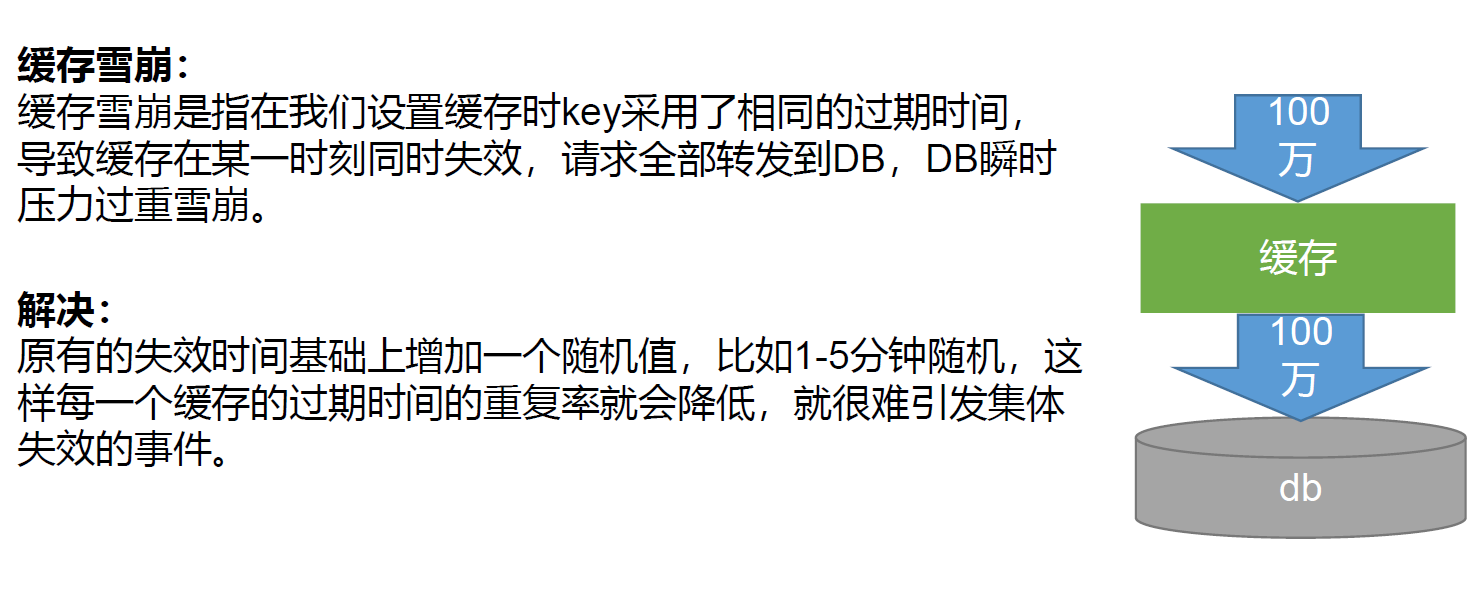 缓存雪崩：
缓存雪崩是指在我们设置缓存时key采用了相同的过期时间，
导致缓存在某一时刻同时失效，请求全部转发到DB，DB瞬时
压力过重雪崩。
解决：
原有的失效时间基础上增加一个随机值，比如1-5分钟随机，这
样每一个缓存的过期时间的重复率就会降低，就很难引发集体
失效的事件。
100
万
缓存
100
万
db